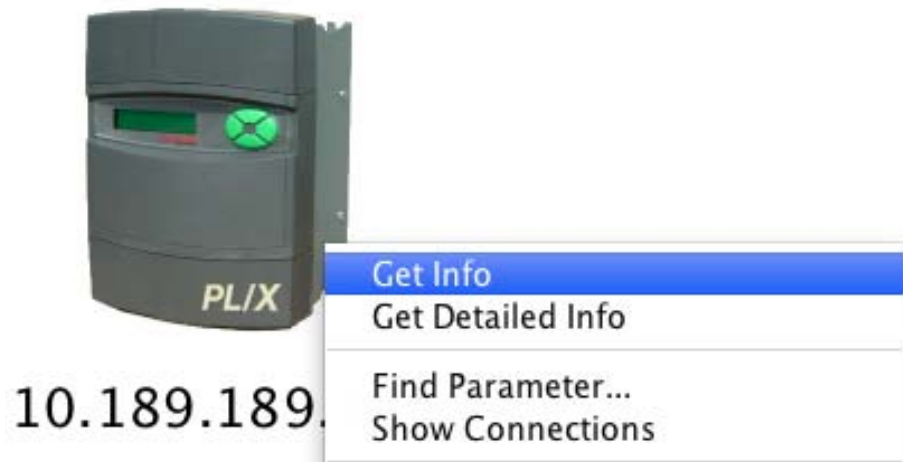 PL/X
Get Info
Get Detailed Info
Find Parameter...
Show Connections
10.189.189.